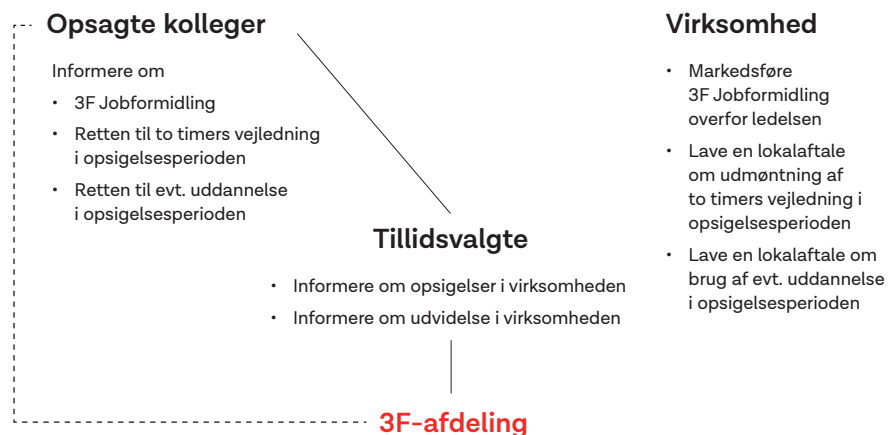 Opsagte kolleger
Informere om
• 3F Jobformidling
• Retten til to timers vejledning
i opsigelsesperioden
• Retten til evt. uddannelse
i opsigelsesperioden
Virksomhed
• Markedsføre
3F Jobformidling
overfor ledelsen
• Lave en lokalaftale
om udmøntning af
to timers vejledning i
opsigelsesperioden
• Lave en lokalaftale om
brug af evt. uddannelse
i opsigelsesperioden
Tillidsvalgte
• Informere om opsigelser i virksomheden
• Informere om udvidelse i virksomheden
3F-afdeling